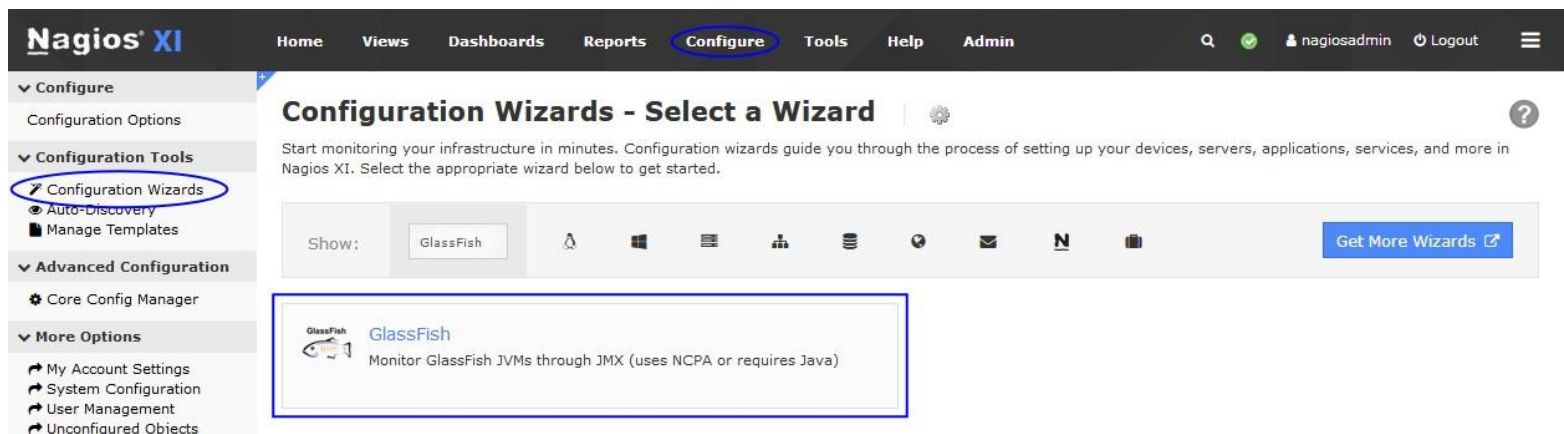 Nagios® XI
Home Views Dashboards Reports Configure Tools Help Admin nagiosadmin Logout
Configure
Configuration Options
Configuration Tools
Configuration Wizards
Auto-Discovery
Manage Templates
Advanced Configuration
Core Config Manager
More Options
My Account Settings
System Configuration
User Management
Unconfigured Objects
+
Configuration Wizards - Select a Wizard
?
Start monitoring your infrastructure in minutes. Configuration wizards guide you through the process of setting up your devices, servers, applications, services, and more in
Nagios XI. Select the appropriate wizard below to get started.
Show: GlassFish N Get More Wizards
GlassFish
GlassFish
Monitor GlassFish JVMs through JMX (uses NCPA or requires Java)